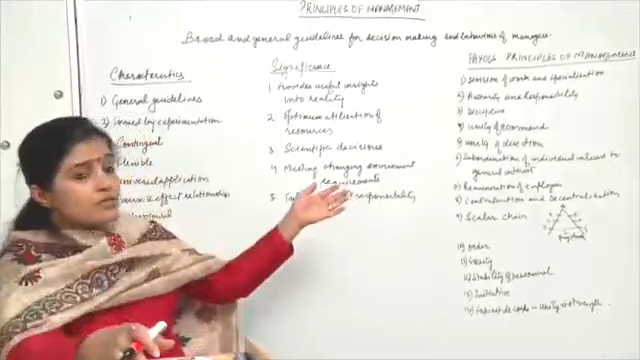 PRINCIPLES OF MANAGEMENT
Broad and general guidelines for decision making and behaviour of managers.
Characteristics
1) General guidelines
2) Formed by experimentation
Contingent
Flexible
universal application
cause & effect relationship
Significance
1 Provides useful insights
into reality
2 Optimum utilisation of
resources
3 Scientific decisions
4 Meeting changing environment
requirements
5 responsibility
FAYOL'S PRINCIPLES OF MANAGEMENT
1) Division of work and specialisation
2) Authority and Responsibility
3) Discipline
4) Unity of command
5) Unity of direction
6) Subordination of individual interest to
general interest
7) Remuneration of employees
8) Centralisation and Decentralisation
9) Scalar chain
10) Order
11) Equity
12) Stability of personnel
13) Initiative
14) Espirit de corps - unity is strength.